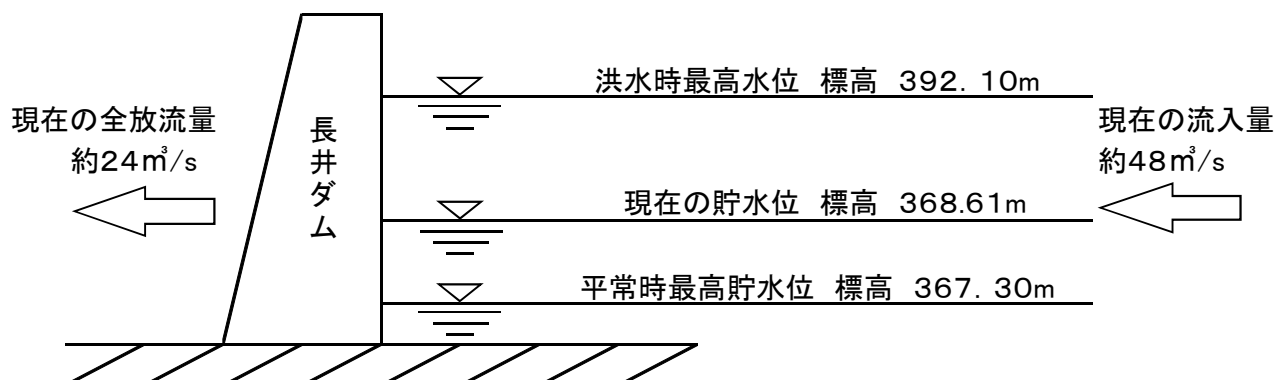 洪水時最高水位 標高 392.10m
現在の全放流量
約24㎥/s
長井ダム
現在の流入量
約48㎥/s
現在の貯水位 標高 368.61m
平常時最高貯水位 標高 367.30m